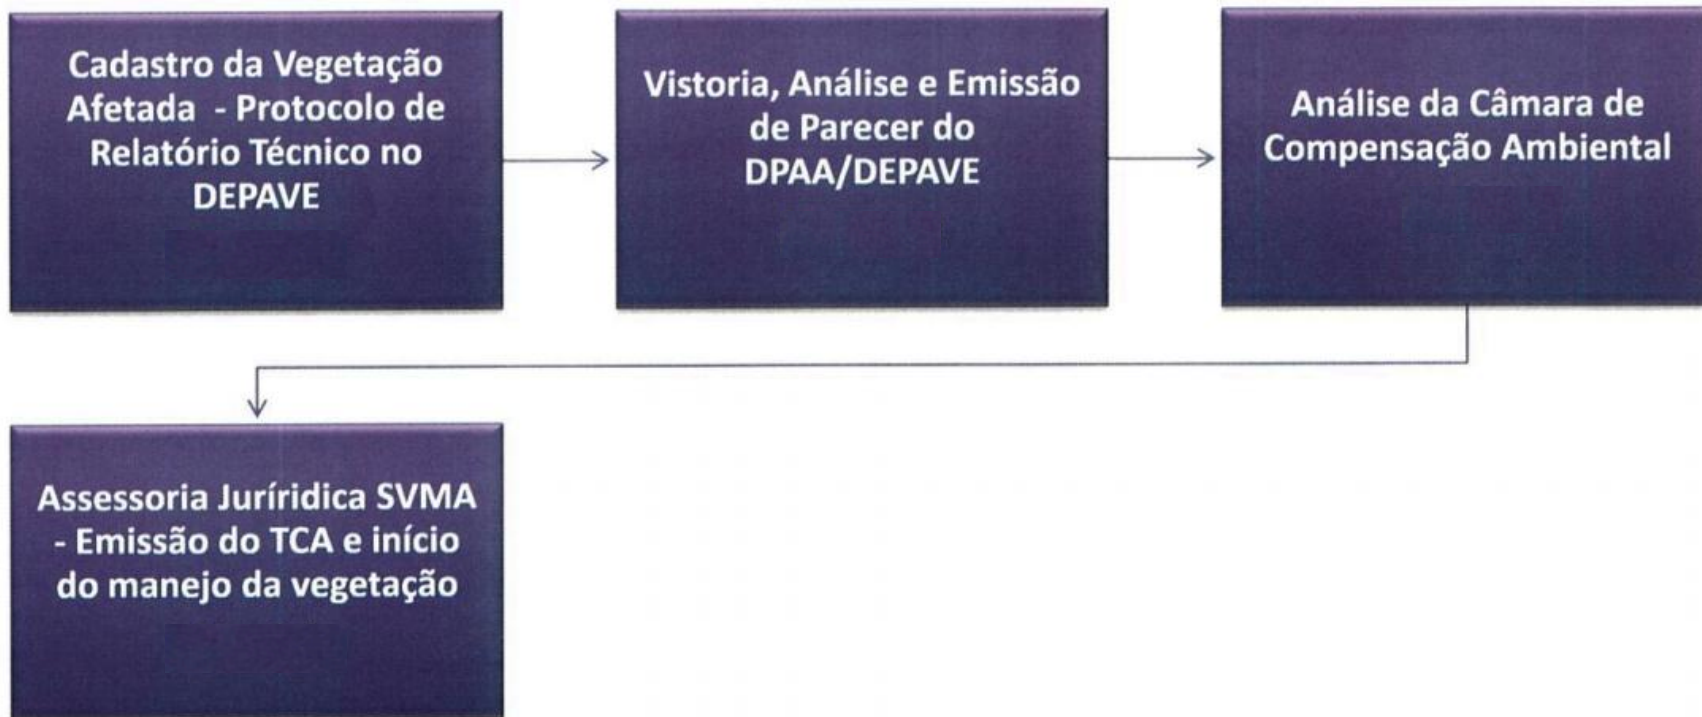 Cadastro da Vegetação
Afetada - Protocolo de
Relatório Técnico no
DEPAVE
Vistoria, Análise e Emissão
de Parecer do
DPAA/DEPAVE
Análise da Câmara de
Compensação Ambiental
Assessoria Juríridica SVMA
- Emissão do TCA e início
do manejo da vegetação